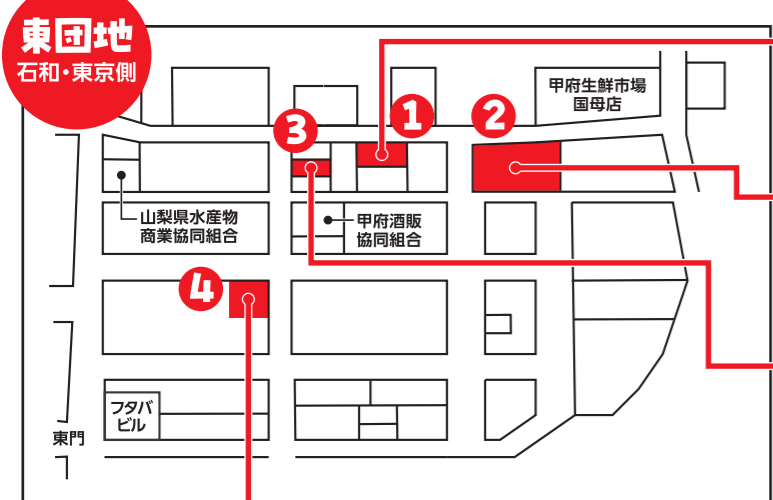 東団地
石和・東京側
甲府生鮮市場
国母店
1
2
3
山梨県水産物
商業協同組合
甲府酒販
協同組合
4
フタバ
ビル
東門